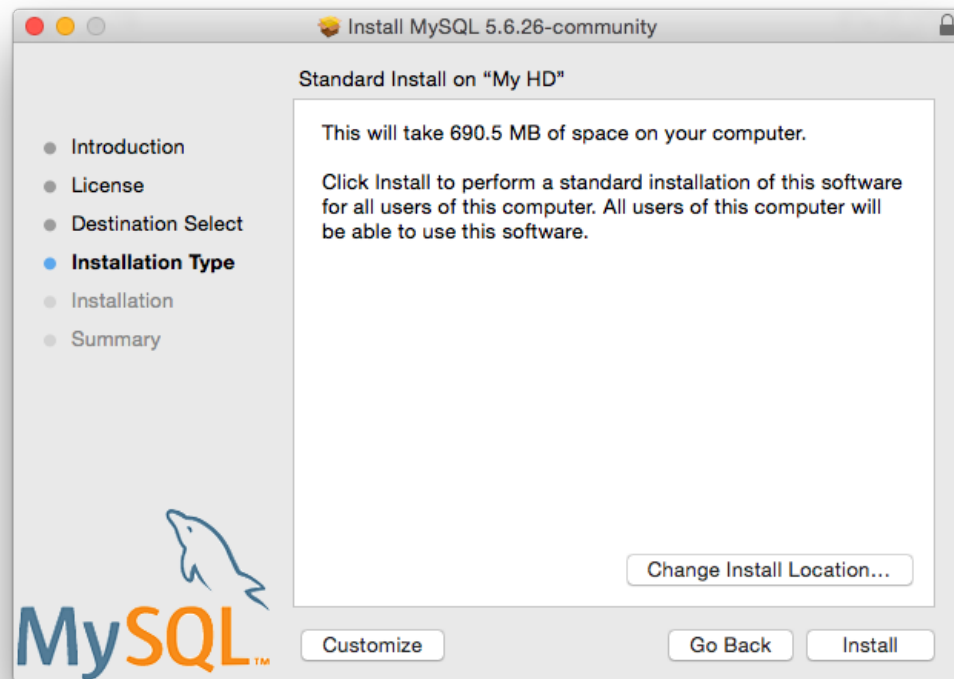 Install MySQL 5.6.26-community
Standard Install on “My HD”
Introduction
License
Destination Select
Installation Type
Installation
Summary
This will take 690.5 MB of space on your computer.
Click Install to perform a standard installation of this software
for all users of this computer. All users of this computer will
be able to use this software.
Change Install Location...
MySQL™
Customize
Go Back
Install